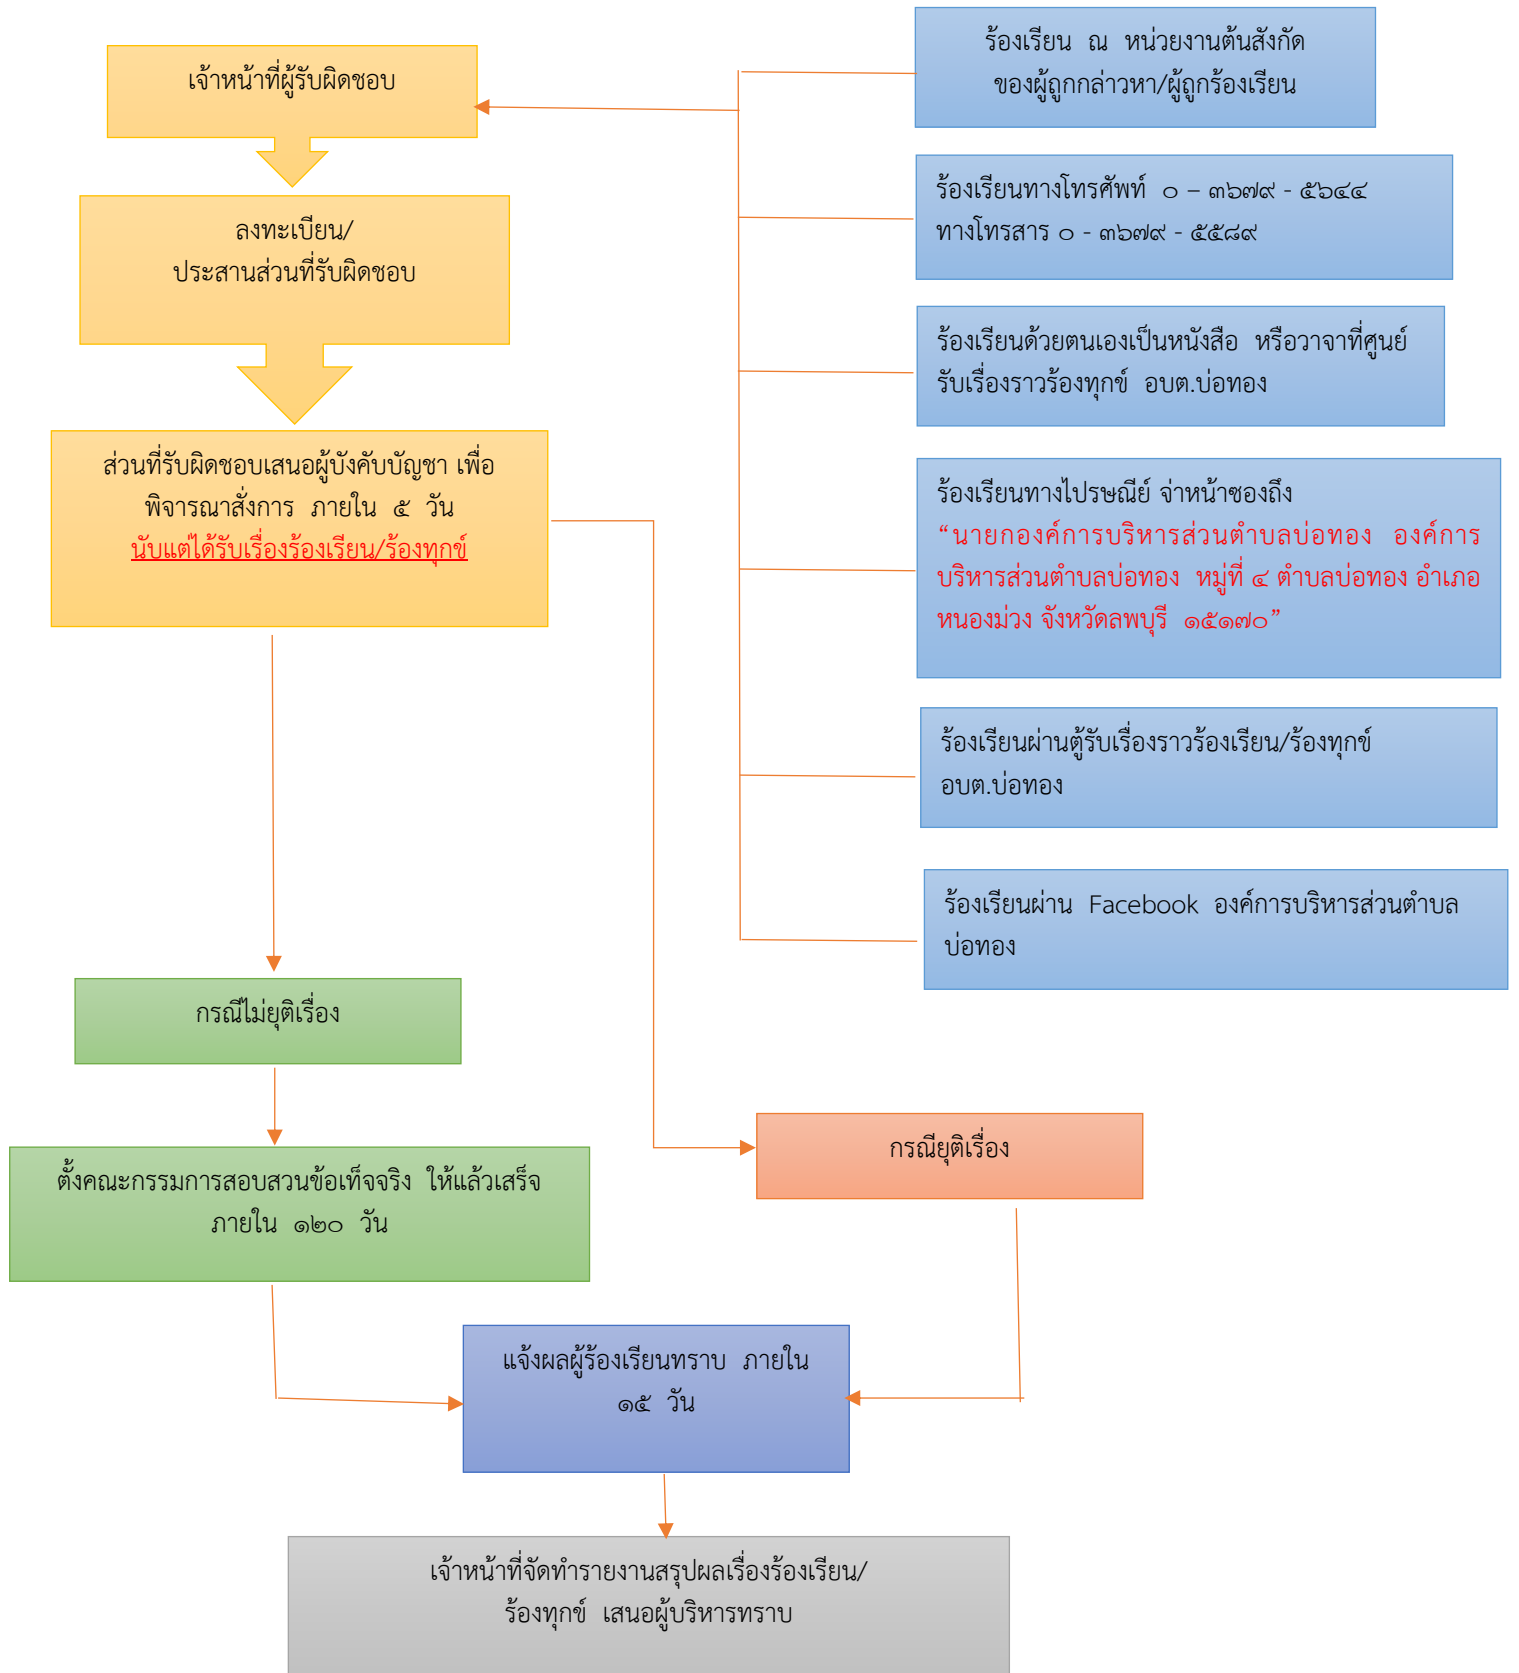 เจ้าหน้าที่ผู้รับผิดชอบ
ลงทะเบียน/
ประสานส่วนที่รับผิดชอบ
ส่วนที่รับผิดชอบเสนอผู้บังคับบัญชา เพื่อ
พิจารณาสั่งการ ภายใน ๕ วัน
นับแต่ได้รับเรื่องร้องเรียน/ร้องทุกข์
ร้องเรียน ณ หน่วยงานต้นสังกัด
ของผู้ถูกกล่าวหา/ผู้ถูกร้องเรียน
ร้องเรียนทางโทรศัพท์ ๐ – ๓๖๗๙ - ๕๖๔๔
ทางโทรสาร ๐ - ๓๖๗๙ - ๕๕๘๙
ร้องเรียนด้วยตนเองเป็นหนังสือ หรือวาจาที่ศูนย์
รับเรื่องราวร้องทุกข์ อบต.บ่อทอง
ร้องเรียนทางไปรษณีย์ จ่าหน้าซองถึง
“นายกองค์การบริหารส่วนตำบลบ่อทอง องค์การ
บริหารส่วนตำบลบ่อทอง หมู่ที่ ๔ ตำบลบ่อทอง อำเภอ
หนองม่วง จังหวัดลพบุรี ๑๕๑๗๐”
ร้องเรียนผ่านตู้รับเรื่องราวร้องเรียน/ร้องทุกข์
อบต.บ่อทอง
ร้องเรียนผ่าน Facebook องค์การบริหารส่วนตำบล
บ่อทอง
กรณีไม่ยุติเรื่อง
ตั้งคณะกรรมการสอบสวนข้อเท็จจริง ให้แล้วเสร็จ
ภายใน ๑๒๐ วัน
กรณียุติเรื่อง
แจ้งผลผู้ร้องเรียนทราบ ภายใน
๑๕ วัน
เจ้าหน้าที่จัดทำรายงานสรุปผลเรื่องร้องเรียน/
ร้องทุกข์ เสนอผู้บริหารทราบ